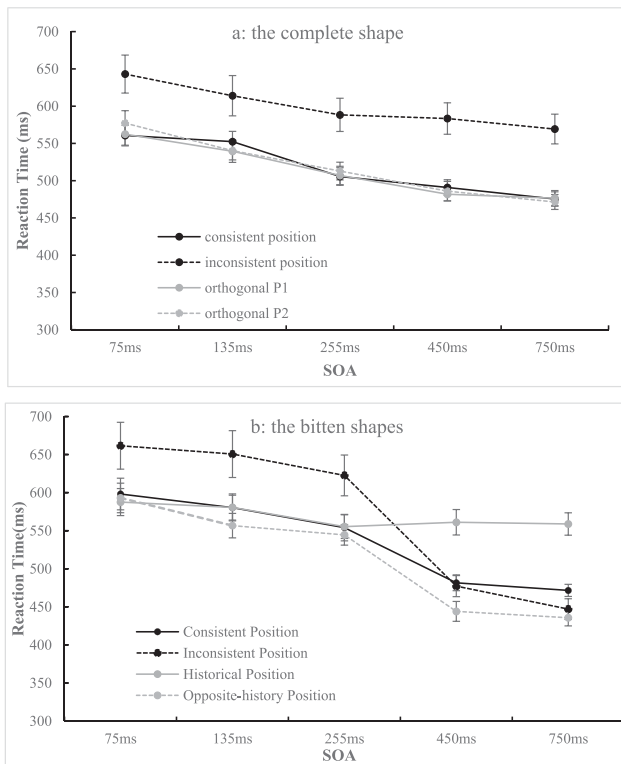 a: the complete shape
Reaction Time (ms)
700
650
600
550
500
450
400
350
300
consistent position
inconsistent position
orthogonal P1
orthogonal P2
75ms 135ms 255ms 450ms 750ms
SOA
b: the bitten shapes
Reaction Time(ms)
700
650
600
550
500
450
400
350
300
Consistent Position
Inconsistent Position
Historical Position
Opposite-history Position
75ms 135ms 255ms 450ms 750ms
SOA